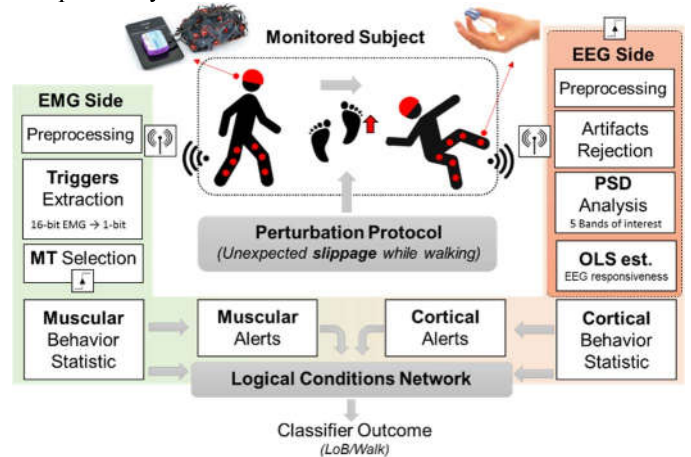 Monitored Subject
EMG Side
Preprocessing
Triggers
Extraction
16-bit EMG → 1-bit
MT Selection
Muscular
Behavior
Statistic
Perturbation Protocol
(Unexpected slippage while walking)
Muscular
Alerts
Cortical
Alerts
Logical Conditions Network
Classifier Outcome
(LoB/Walk)
EEG Side
Preprocessing
Artifacts
Rejection
PSD
Analysis
5 Bands of interest
OLS est.
EEG responsiveness
Cortical
Behavior
Statistic